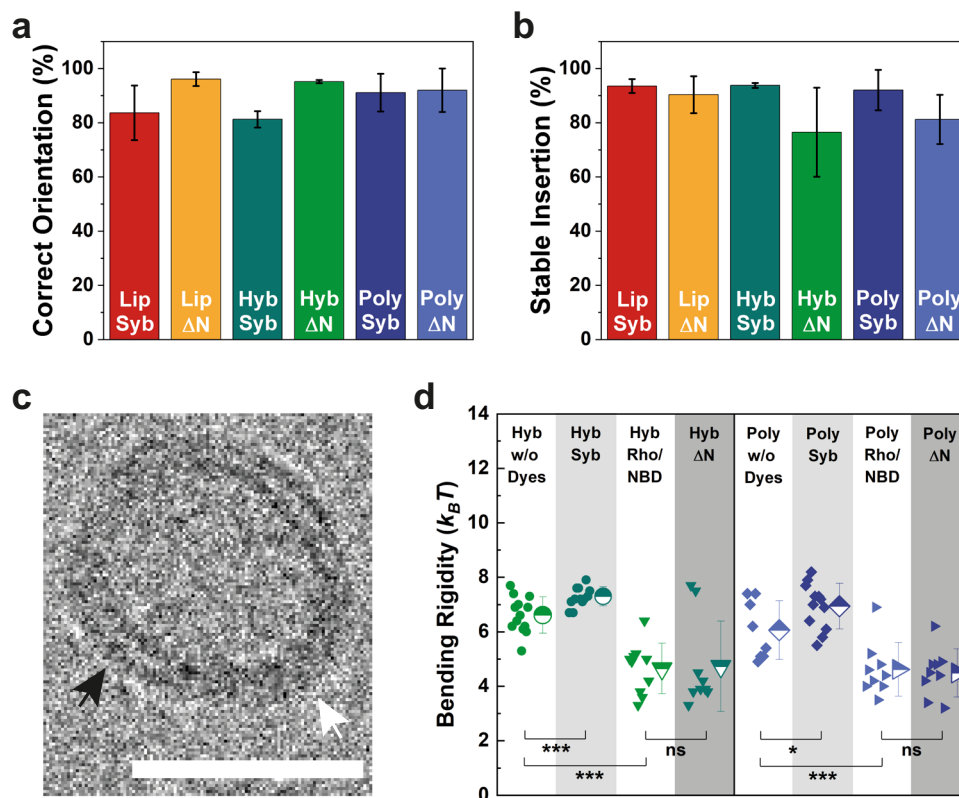 a
Correct Orientation (%)
100
80
60
40
20
0
Lip
Syb
Lip
ΔN
Hyb
Syb
Hyb
ΔN
Poly
Syb
Poly
ΔN
b
Stable Insertion (%)
100
80
60
40
20
0
Lip
Syb
Lip
ΔN
Hyb
Syb
Hyb
ΔN
Poly
Syb
Poly
ΔN
c
d
Bending Rigidity (kBT)
14
12
10
8
6
4
2
0
Hyb
w/o
Dyes
Hyb
Syb
Hyb
Rho/
NBD
Hyb
ΔN
Poly
w/o
Dyes
Poly
Syb
Poly
Rho/
NBD
Poly
ΔN
***
***
ns
*
***
ns